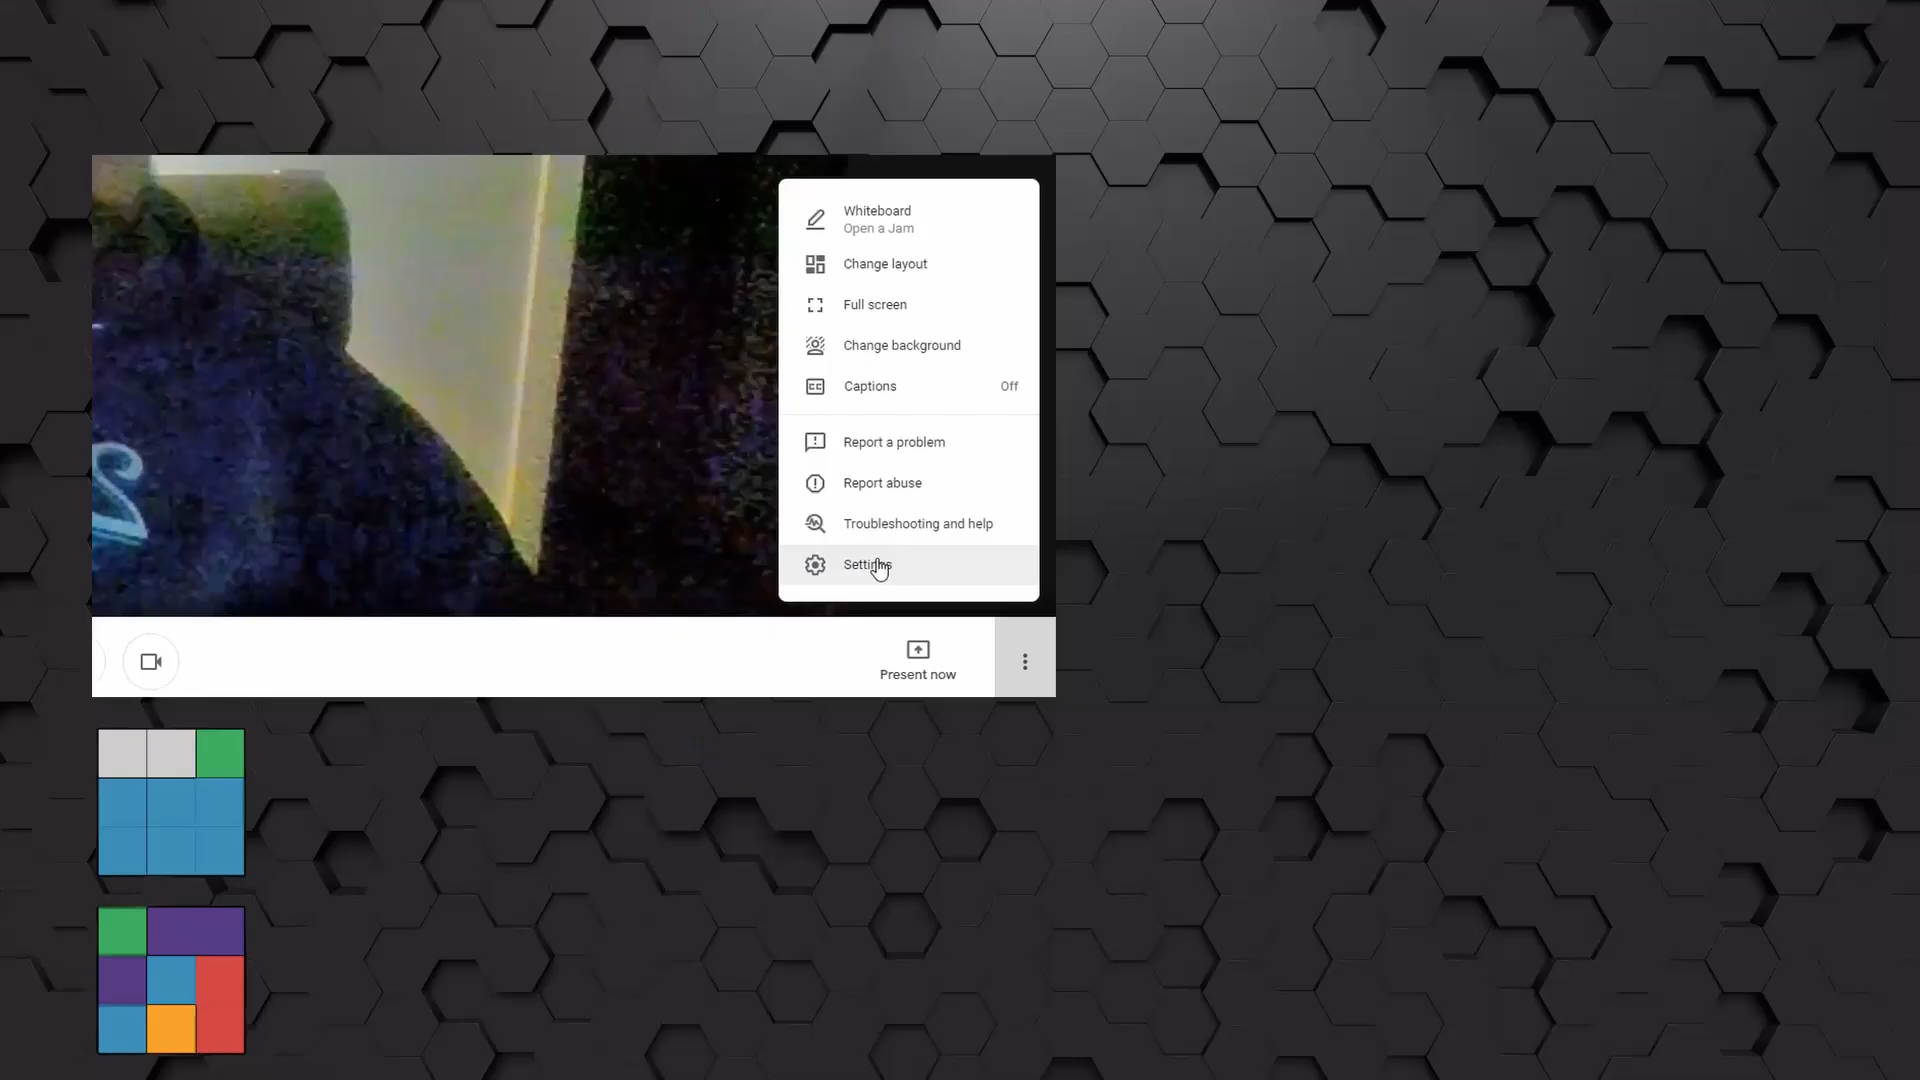 Whiteboard
Open a Jam
Change layout
Full screen
Change background
Captions Off
Report a problem
Report abuse
Troubleshooting and help
Settings
Present now